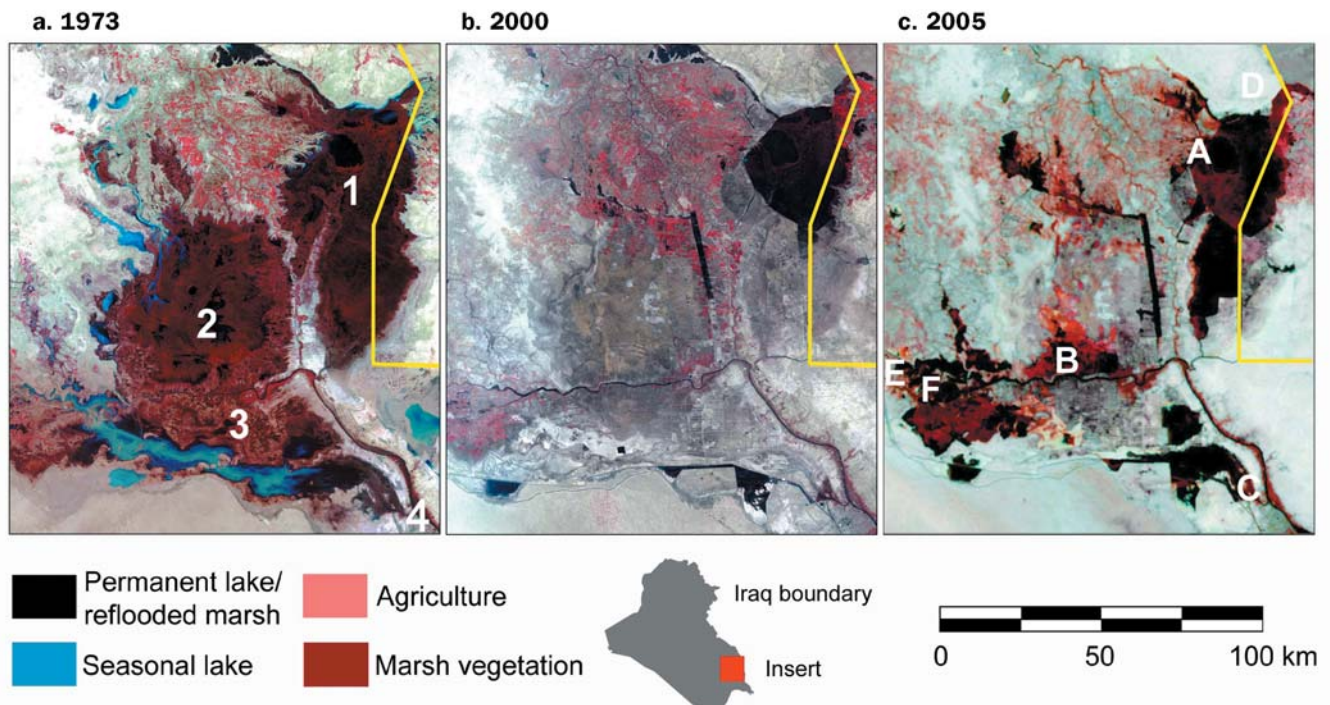 a. 1973
b. 2000
c. 2005
1
2
3
4
D
A
B
E
F
C
Permanent lake/
reflooded marsh
Agriculture
Seasonal lake
Marsh vegetation
Iraq boundary
Insert
0 50 100 km